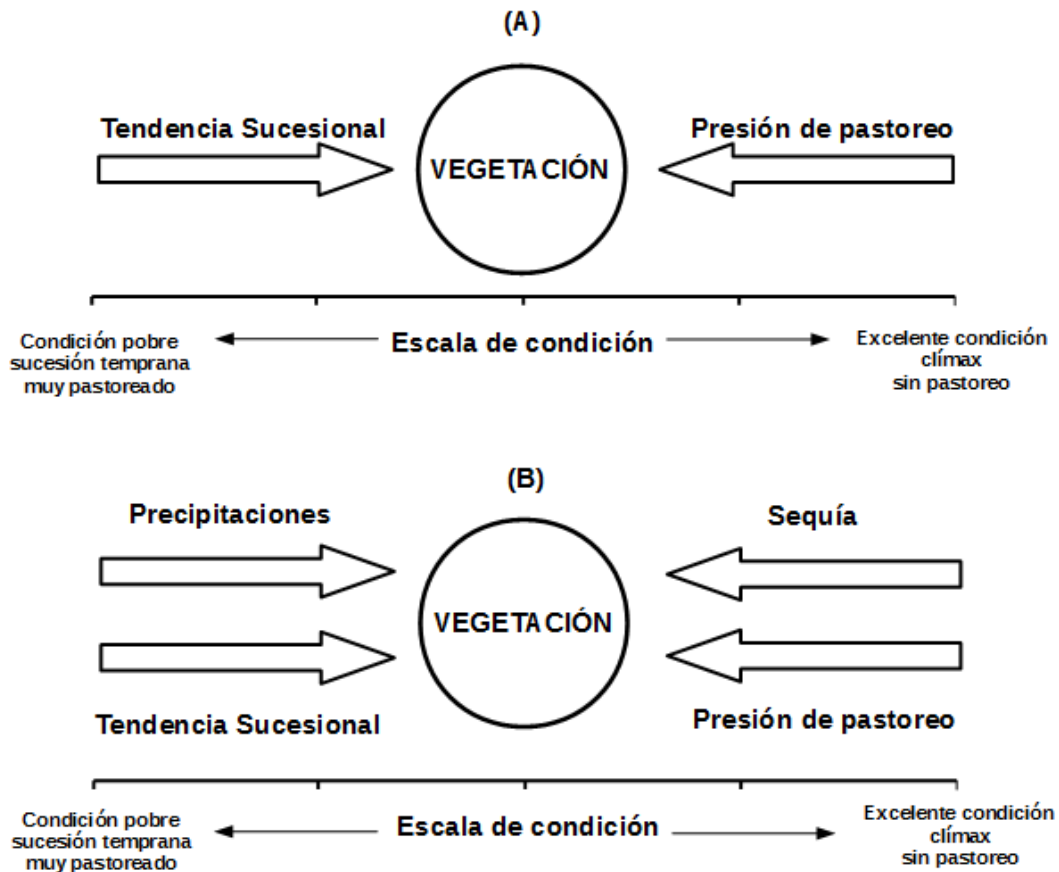 (A)
Tendencia Sucesional
Presión de pastoreo
VEGETACIÓN
Condición pobre
sucesión temprana
muy pastoreado
Escala de condición
Excelente condición
clímax
sin pastoreo
(B)
Precipitaciones
Sequía
VEGETACIÓN
Tendencia Sucesional
Presión de pastoreo
Condición pobre
sucesión temprana
muy pastoreado
Escala de condición
Excelente condición
clímax
sin pastoreo